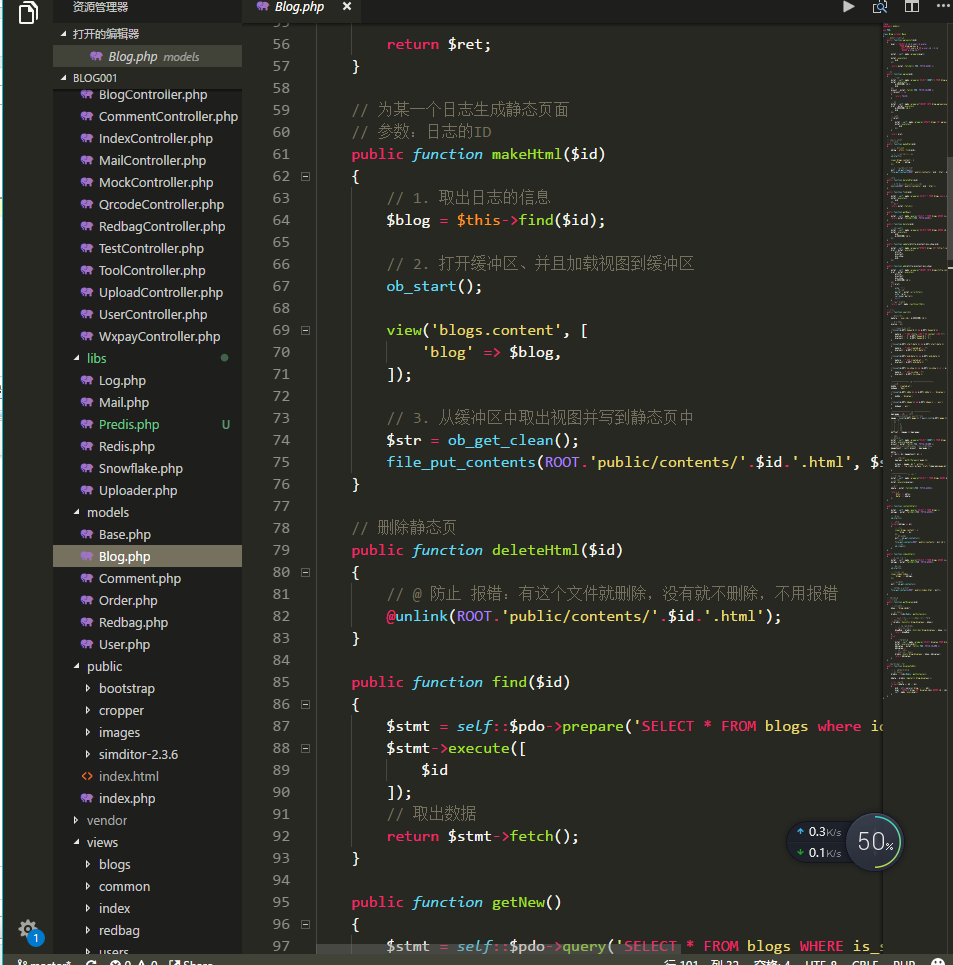 资源管理器
打开的编辑器
Blog.php models
BLOG001
BlogController.php
CommentController.php
IndexController.php
MailController.php
MockController.php
QrcodeController.php
RedbagController.php
TestController.php
ToolController.php
UploadController.php
UserController.php
WxpayController.php
libs
Log.php
Mail.php
Predis.php U
Redis.php
Snowflake.php
Uploader.php
models
Base.php
Blog.php
Comment.php
Order.php
Redbag.php
User.php
public
bootstrap
cropper
images
simditor-2.3.6
index.html
index.php
vendor
views
blogs
common
index
redbag
users
1
Blog.php
55
56 return $ret;
57 }
58
59 // 为某一个日志生成静态页面
60 // 参数：日志的ID
61 public function makeHtml($id)
62 {
63 // 1. 取出日志的信息
64 $blog = $this->find($id);
65
66 // 2. 打开缓冲区、并且加载视图到缓冲区
67 ob_start();
68
69 view('blogs.content', [
70 'blog' => $blog,
71 ]);
72
73 // 3. 从缓冲区中取出视图并写到静态页中
74 $str = ob_get_clean();
75 file_put_contents(ROOT.'public/contents/'.$id.'.html', $s
76 }
77
78 // 删除静态页
79 public function deleteHtml($id)
80 {
81 // @ 防止 报错：有这个文件就删除，没有就不删除，不用报错
82 @unlink(ROOT.'public/contents/'.$id.'.html');
83 }
84
85 public function find($id)
86 {
87 $stmt = self::$pdo->prepare('SELECT * FROM blogs where id
88 $stmt->execute([
89 $id
90 ]);
91 // 取出数据
92 return $stmt->fetch();
93 }
94
95 public function getNew()
96 {
97 $stmt = self::$pdo->query('SELECT * FROM blogs WHERE is_s
0.3K/s
0.1K/s
50%
master* 0 0 Share 行 101，列 32 空格: 4 UTF-8 CRLF PHP